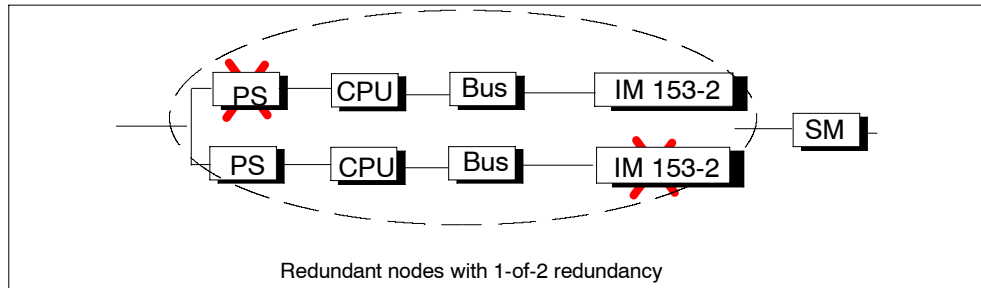 PS CPU Bus IM 153-2
SM
PS CPU Bus IM 153-2
Redundant nodes with 1-of-2 redundancy